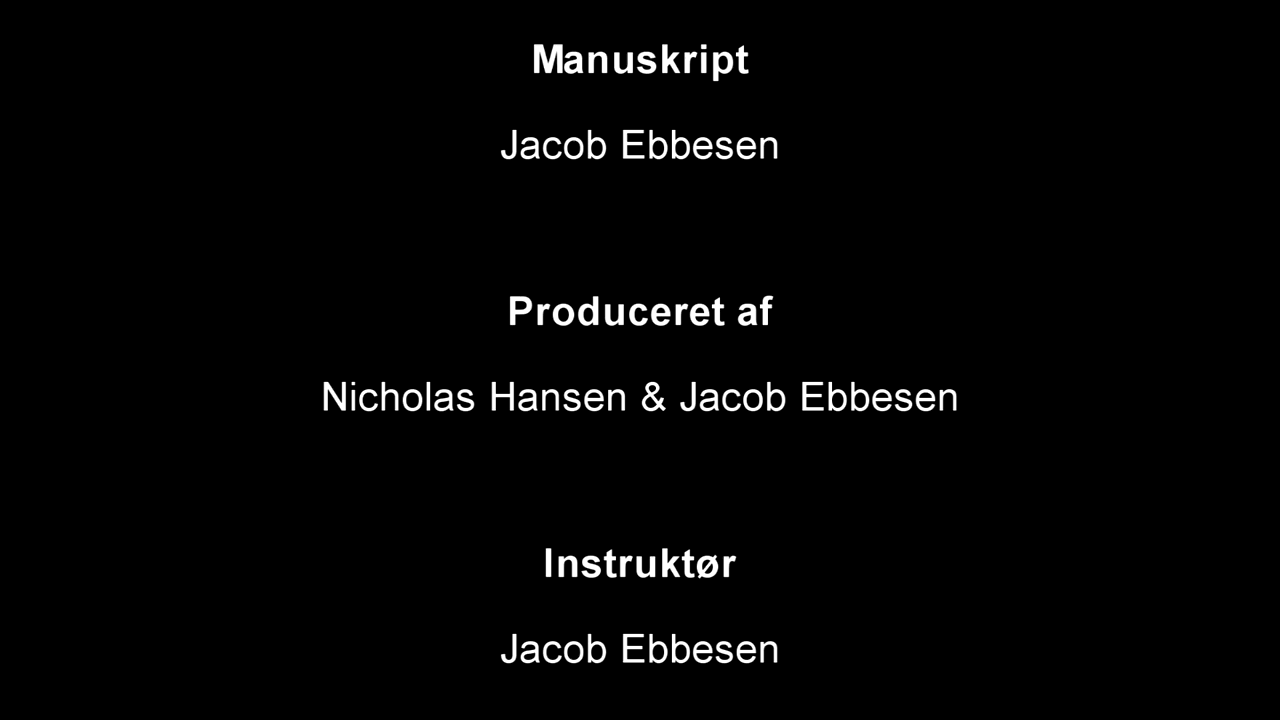 Manuskript
Jacob Ebbesen
Produceret af
Nicholas Hansen & Jacob Ebbesen
Instruktør
Jacob Ebbesen